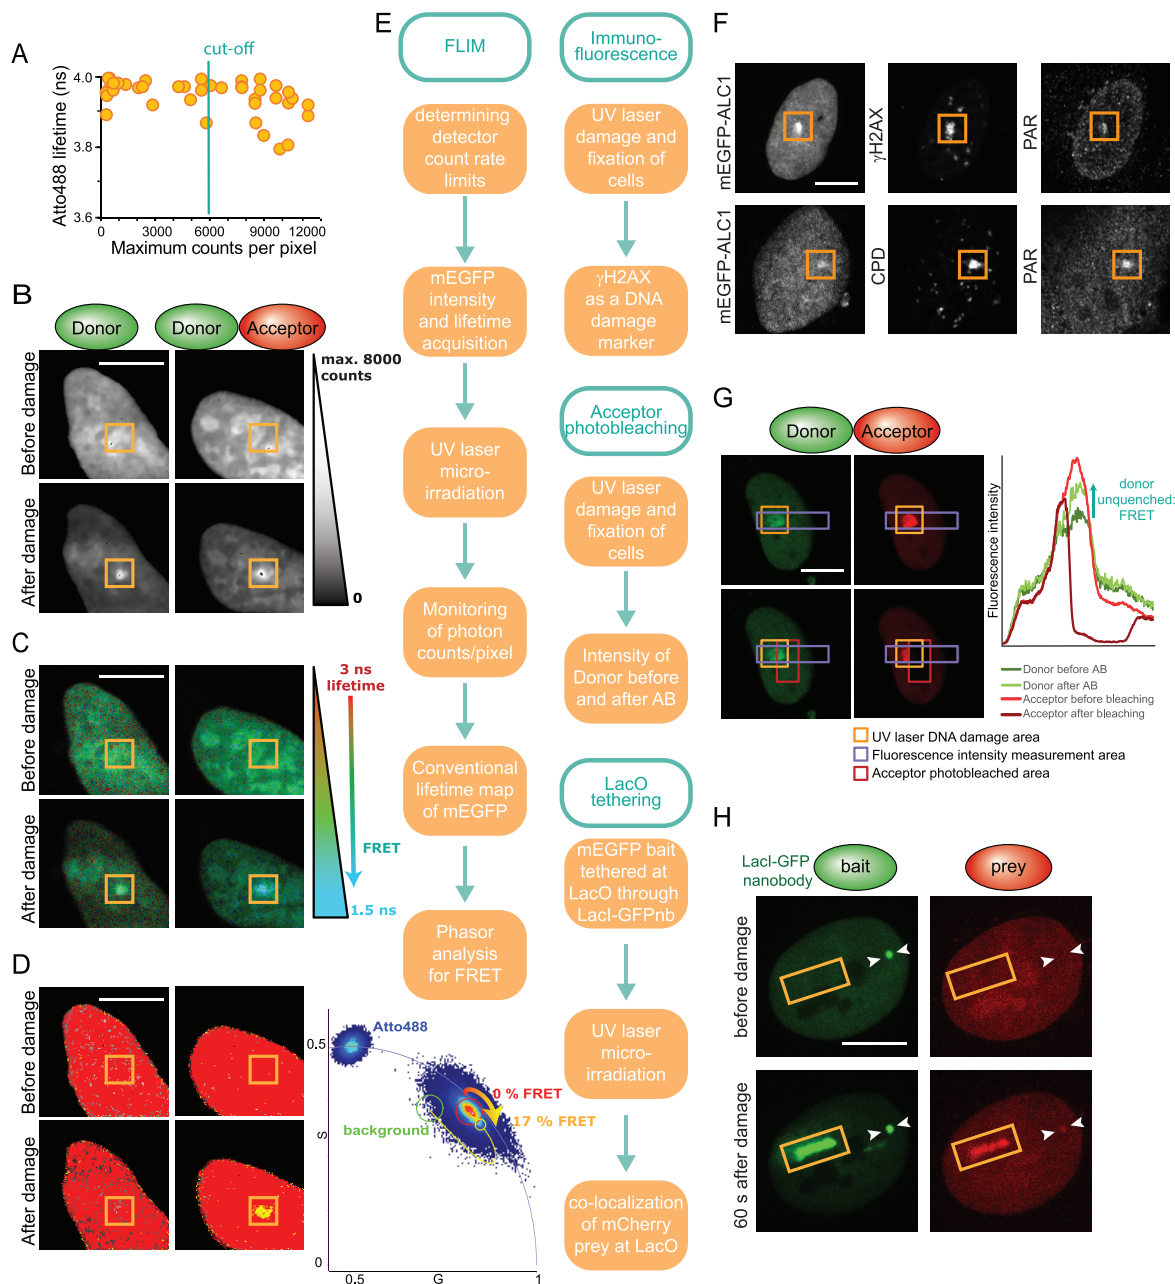 A
cut-off
Atto488 lifetime (ns)
4.0
3.8
3.6
0
3000
6000
9000
12000
Maximum counts per pixel
B
Donor
Donor
Acceptor
Before damage
After damage
max. 8000
counts
0
C
Before damage
After damage
3 ns
lifetime
FRET
1.5 ns
D
Before damage
After damage
Atto488
0.5
0 % FRET
17 % FRET
background
S
0
0.5
G
1
E
FLIM
determining
detector
count rate
limits
mEGFP
intensity
and lifetime
acquisition
UV laser
micro-
irradiation
Monitoring
of photon
counts/pixel
Conventional
lifetime map
of mEGFP
Phasor
analysis
for FRET
Immuno-
fluorescence
UV laser
damage and
fixation of
cells
γH2AX
as a DNA
damage
marker
Acceptor
photobleaching
UV laser
damage and
fixation of
cells
Intensity of
Donor before
and after AB
LacO
tethering
mEGFP bait
tethered at
LacO through
LacI-GFPnb
UV laser
micro-
irradiation
co-localization
of mCherry
prey at LacO
F
mEGFP-ALC1
γH2AX
PAR
mEGFP-ALC1
CPD
PAR
G
Donor
Acceptor
Fluorescence intensity
donor
unquenched:
FRET
Donor before AB
Donor after AB
Acceptor before bleaching
Acceptor after bleaching
UV laser DNA damage area
Fluorescence intensity measurement area
Acceptor photobleached area
H
LacI-GFP
nanobody
bait
prey
before damage
60 s after damage